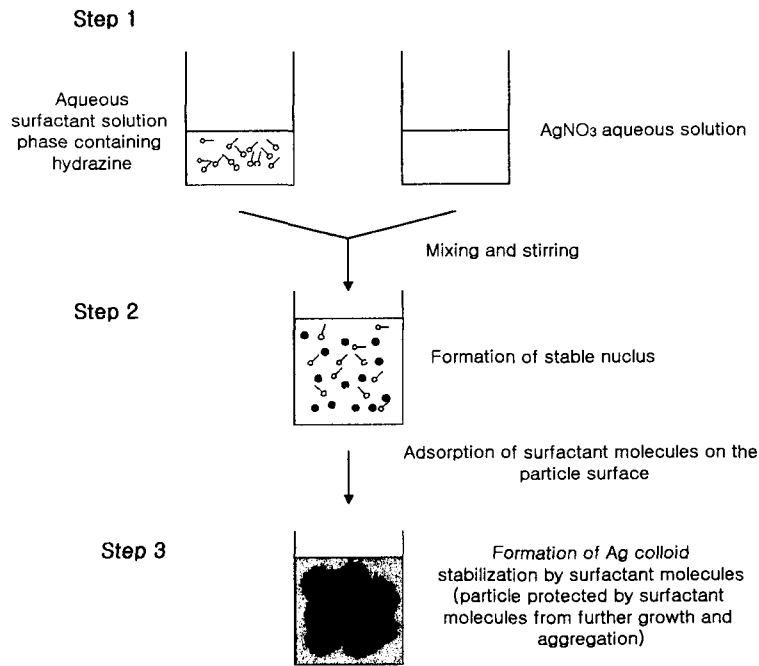 Step 1
Aqueous
surfactant solution
phase containing
hydrazine
AgNO₃ aqueous solution
Mixing and stirring
Step 2
Formation of stable nuclus
Adsorption of surfactant molecules on the
particle surface
Step 3
Formation of Ag colloid
stabilization by surfactant molecules
(particle protected by surfactant
molecules from further growth and
aggregation)